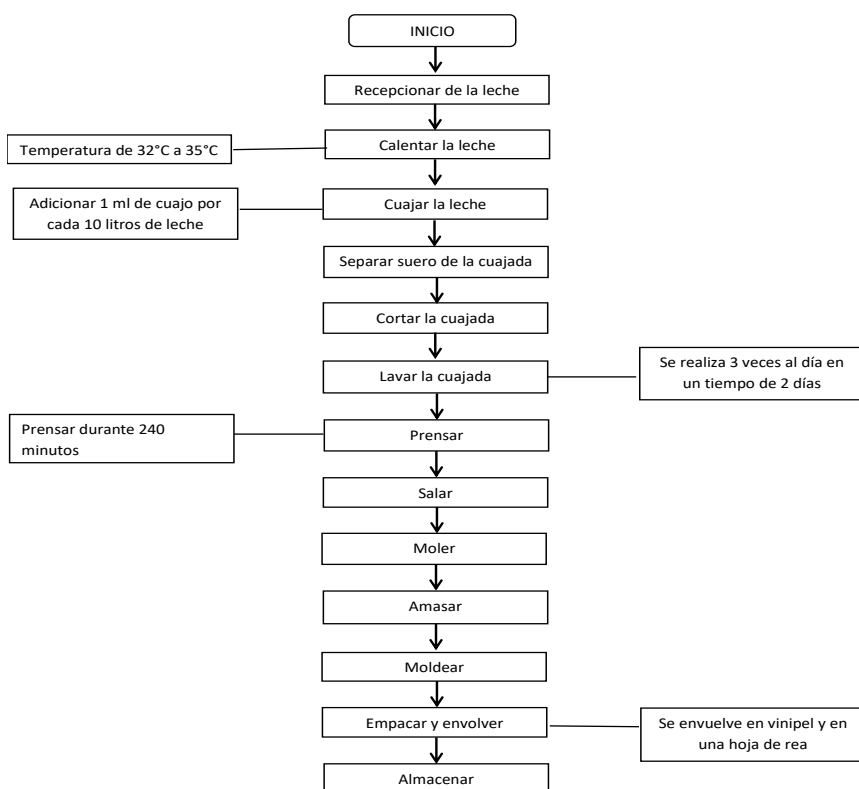 INICIO
Recepcionar de la leche
Temperatura de 32°C a 35°C
Calentar la leche
Adicionar 1 ml de cuajo por
cada 10 litros de leche
Cuajar la leche
Separar suero de la cuajada
Cortar la cuajada
Lavar la cuajada
Se realiza 3 veces al día en
un tiempo de 2 días
Prensar durante 240
minutos
Prensar
Salar
Moler
Amasar
Moldear
Empacar y envolver
Se envuelve en vinipel y en
una hoja de rea
Almacenar